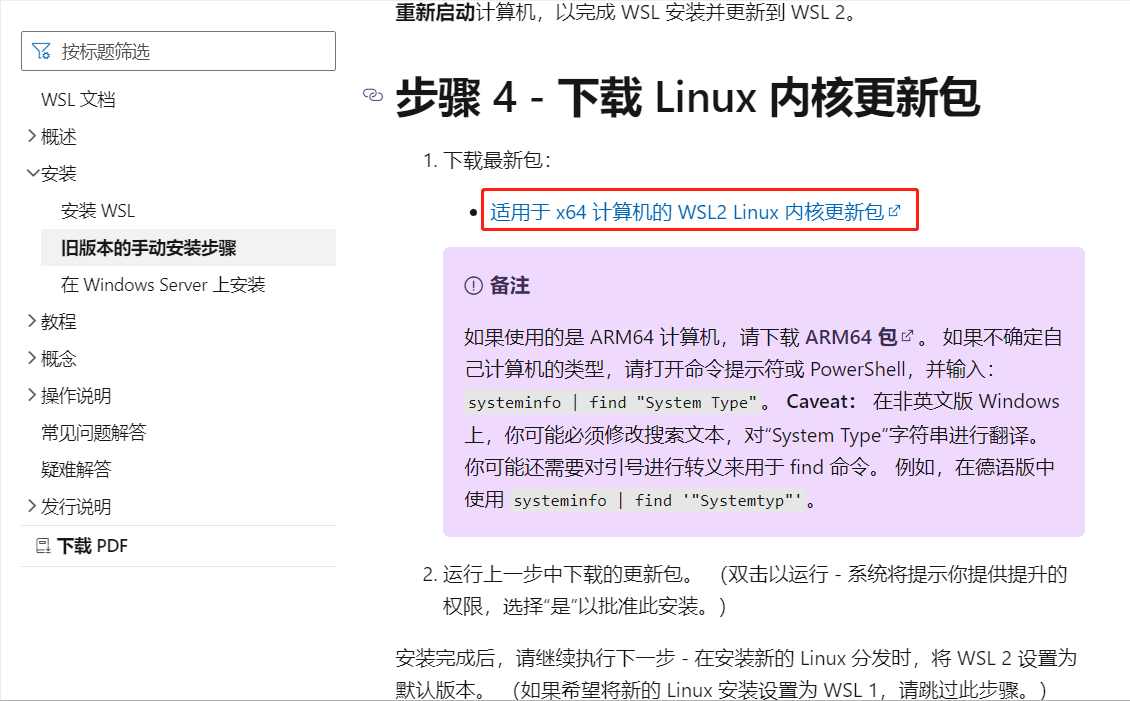 按标题筛选
WSL 文档
概述
安装
安装 WSL
旧版本的手动安装步骤
在 Windows Server 上安装
教程
概念
操作说明
常见问题解答
疑难解答
发行说明
下载 PDF
重新启动计算机，以完成 WSL 安装并更新到 WSL 2。
步骤 4 - 下载 Linux 内核更新包
1. 下载最新包：
• 适用于 x64 计算机的 WSL2 Linux 内核更新包
备注
如果使用的是 ARM64 计算机，请下载 ARM64 包。 如果不确定自
己计算机的类型，请打开命令提示符或 PowerShell，并输入：
systeminfo | find "System Type"。 Caveat： 在非英文版 Windows
上，你可能必须修改搜索文本，对“System Type”字符串进行翻译。
你可能还需要对引号进行转义来用于 find 命令。 例如，在德语版中
使用 systeminfo | find '"Systemtyp"'。
2. 运行上一步中下载的更新包。 （双击以运行 - 系统将提示你提供提升的
权限，选择“是”以批准此安装。）
安装完成后，请继续执行下一步 - 在安装新的 Linux 分发时，将 WSL 2 设置为
默认版本。 （如果希望将新的 Linux 安装设置为 WSL 1，请跳过此步骤。）